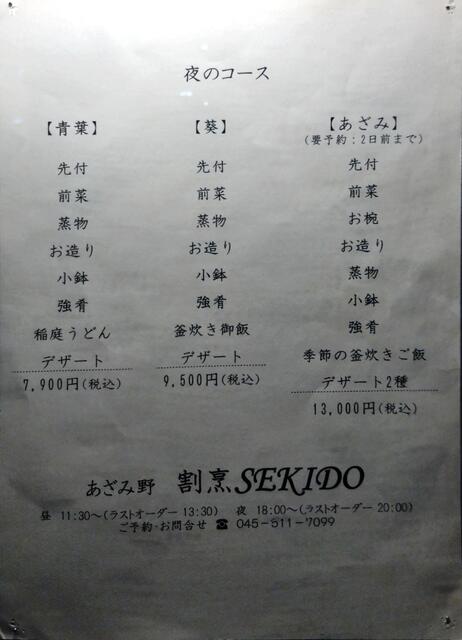 夜のコース
【青葉】
先付
前菜
蒸物
お造り
小鉢
強肴
稲庭うどん
デザート
7,900円(税込)
【葵】
先付
前菜
蒸物
お造り
小鉢
強肴
釜炊き御飯
デザート
9,500円(税込)
【あざみ】
(要予約：2日前まで)
先付
前菜
お椀
お造り
蒸物
小鉢
強肴
季節の釜炊きご飯
デザート2種
13,000円(税込)
あざみ野 割烹SEKIDO
昼 11:30〜(ラストオーダー 13:30) 夜 18:00〜(ラストオーダー 20:00)
ご予約・お問合せ ☎ 045-511-7099